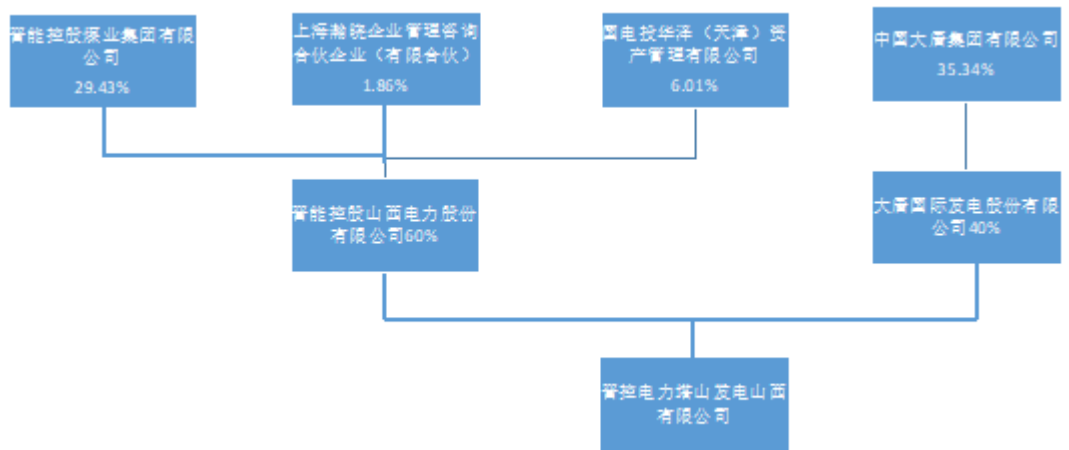 晋能控股煤业集团有限
公司
29.43%
上海瀚晓企业管理咨询
合伙企业（有限合伙）
1.86%
国电投华泽（天津）资
产管理有限公司
6.01%
中国大唐集团有限公司
35.34%
晋能控股山西电力股份
有限公司60%
大唐国际发电股份有限
公司40%
晋控电力塔山发电山西
有限公司